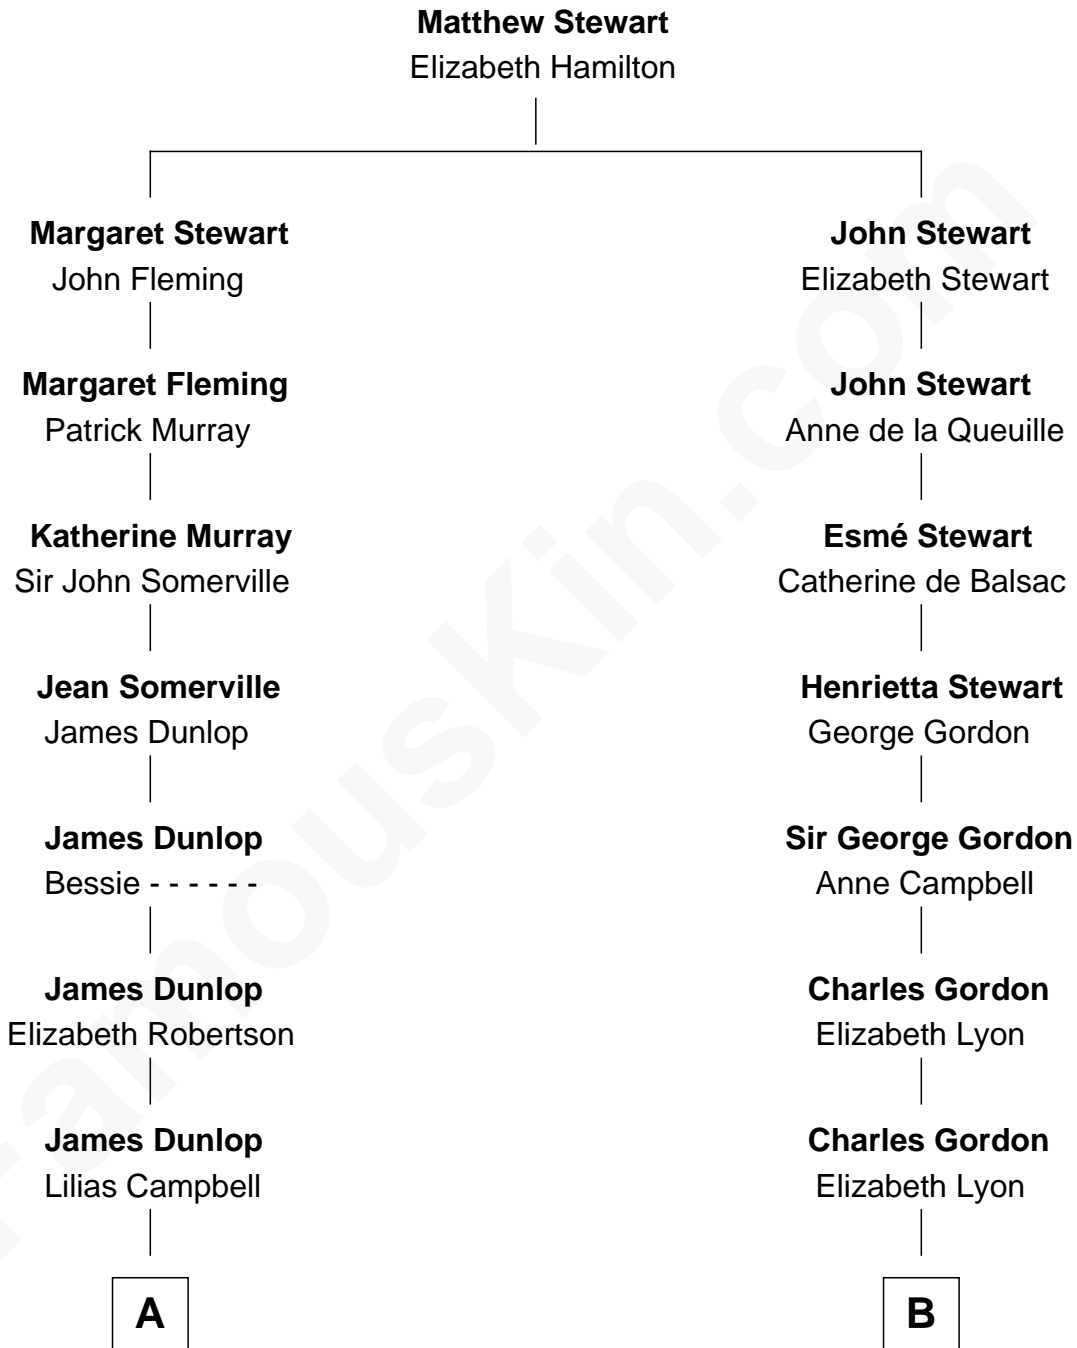 Matthew Stewart
Elizabeth Hamilton
Margaret Stewart
John Fleming
John Stewart
Elizabeth Stewart
Margaret Fleming
Patrick Murray
John Stewart
Anne de la Queuille
Katherine Murray
Sir John Somerville
Esmé Stewart
Catherine de Balsac
Jean Somerville
James Dunlop
Henrietta Stewart
George Gordon
James Dunlop
Bessie - - - - - -
Sir George Gordon
Anne Campbell
James Dunlop
Elizabeth Robertson
Charles Gordon
Elizabeth Lyon
James Dunlop
Lilias Campbell
Charles Gordon
Elizabeth Lyon
A
B
FamousKin.com